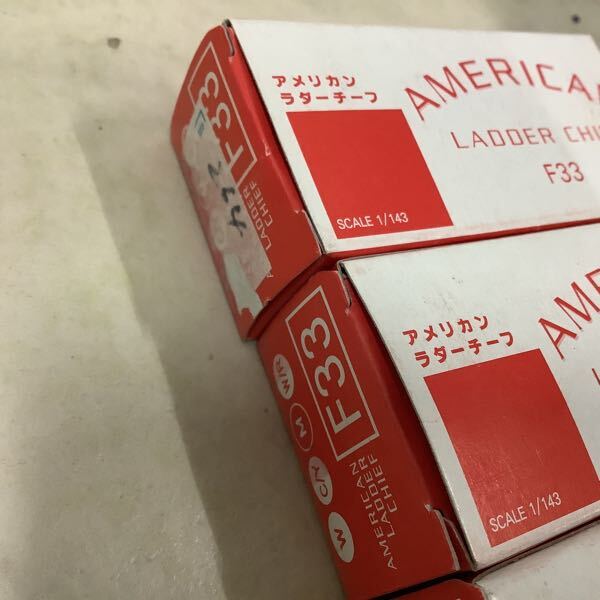 アメリカン
ラダーチーフ
AMERICA
LADDER CHI
F33
SCALE 1/143
F33
LADDER
CHIEF
アメリカン
ラダーチーフ
AME
SCALE 1/143
F33
W/R
M
C/Y
W
AMERICAN
LADDER
CHIEF